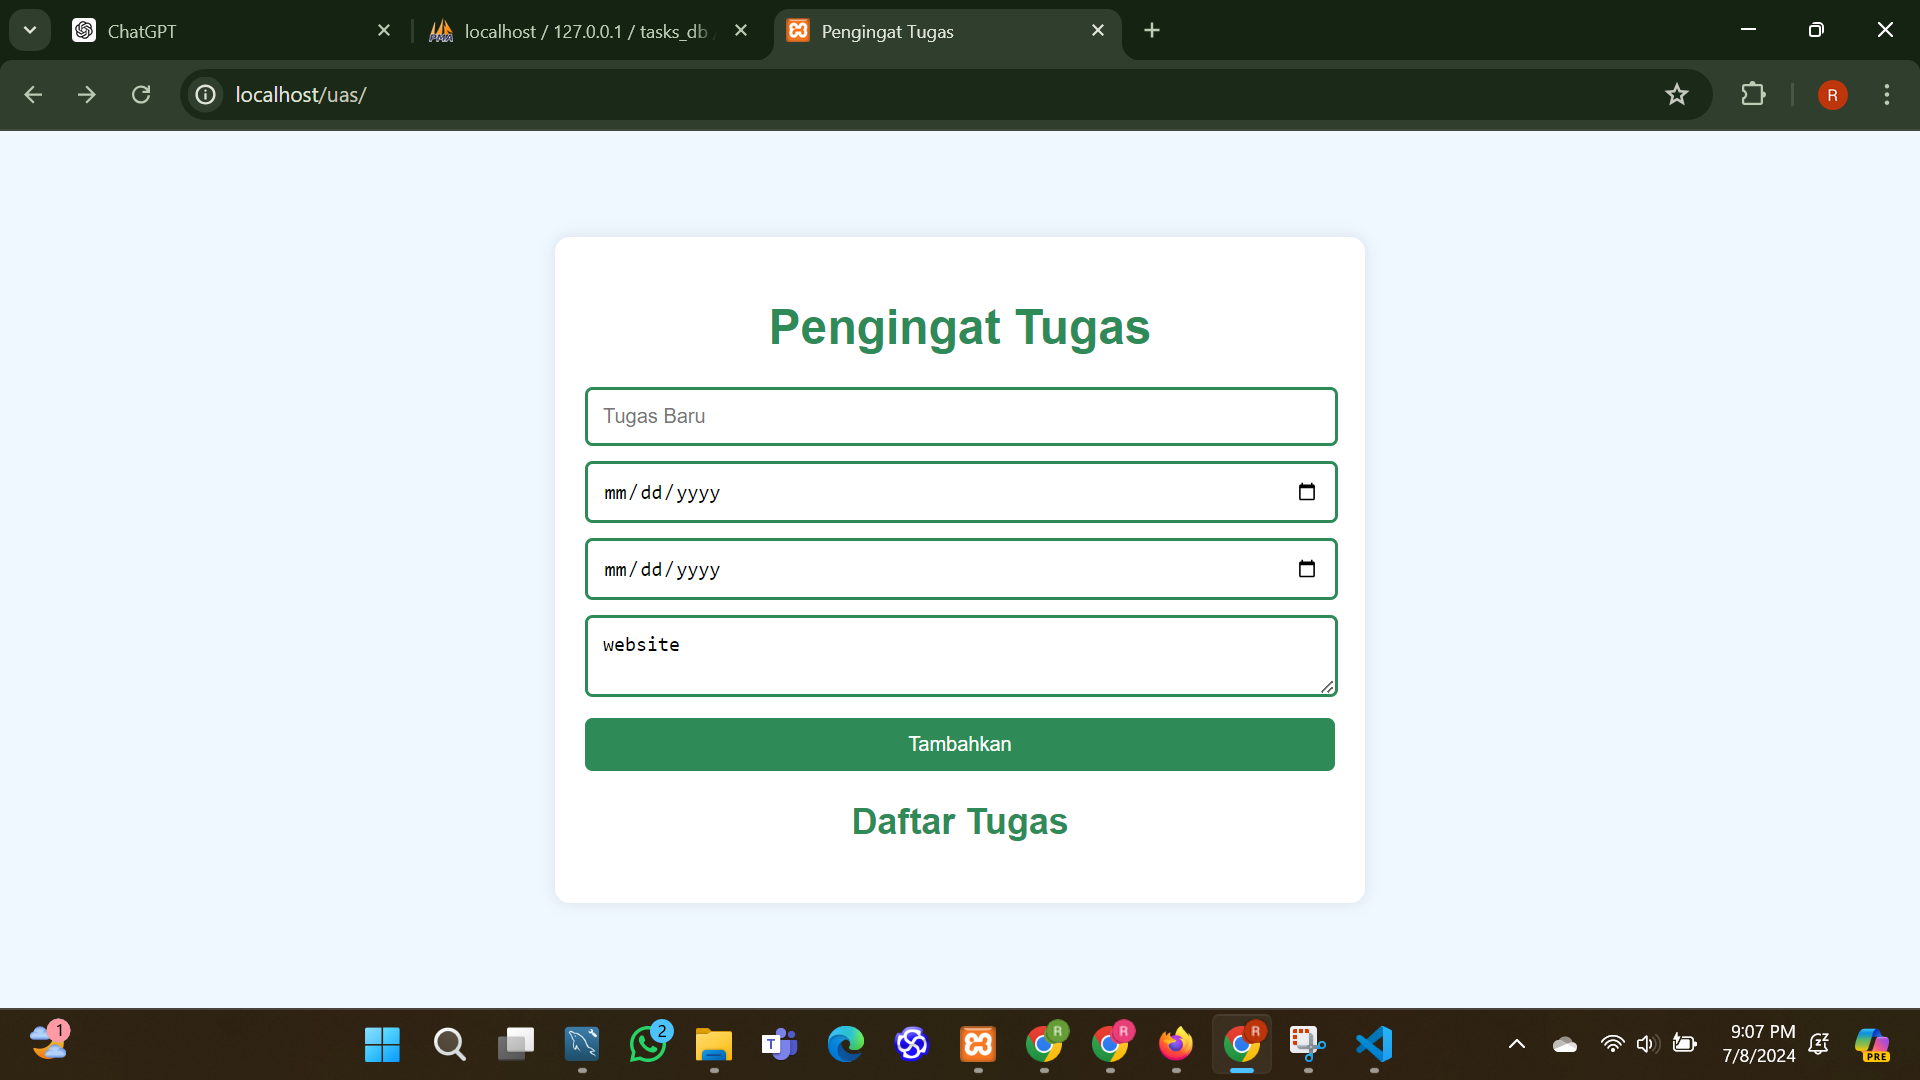 ChatGPT
localhost / 127.0.0.1 / tasks_db
Pengingat Tugas
localhost/uas/
R
Pengingat Tugas
Tugas Baru
mm/dd/yyyy
mm/dd/yyyy
website
Tambahkan
Daftar Tugas
1
2
T
R
R
R
9:07 PM
7/8/2024
PRE